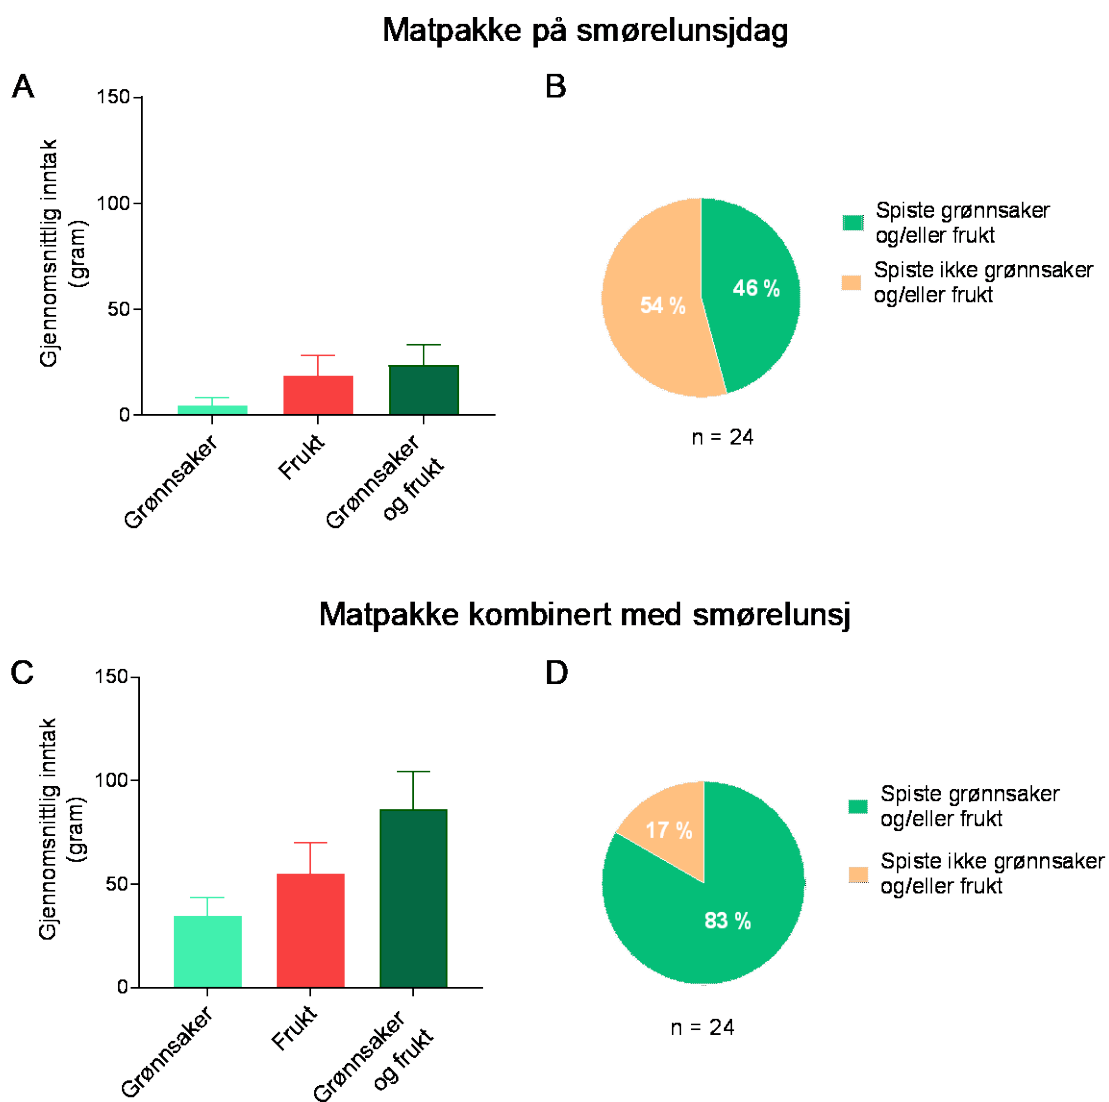 Matpakke på smørelunsjdag
A
B
Gjennomsnittlig inntak
(gram)
150
100
50
0
Grønnsaker
Frukt
Grønnsaker
og frukt
54 %
46 %
n = 24
Spiste grønnsaker
og/eller frukt
Spiste ikke grønnsaker
og/eller frukt
Matpakke kombinert med smørelunsj
C
D
Gjennomsnittlig inntak
(gram)
150
100
50
0
Grønnsaker
Frukt
Grønnsaker
og frukt
17 %
83 %
n = 24
Spiste grønnsaker
og/eller frukt
Spiste ikke grønnsaker
og/eller frukt